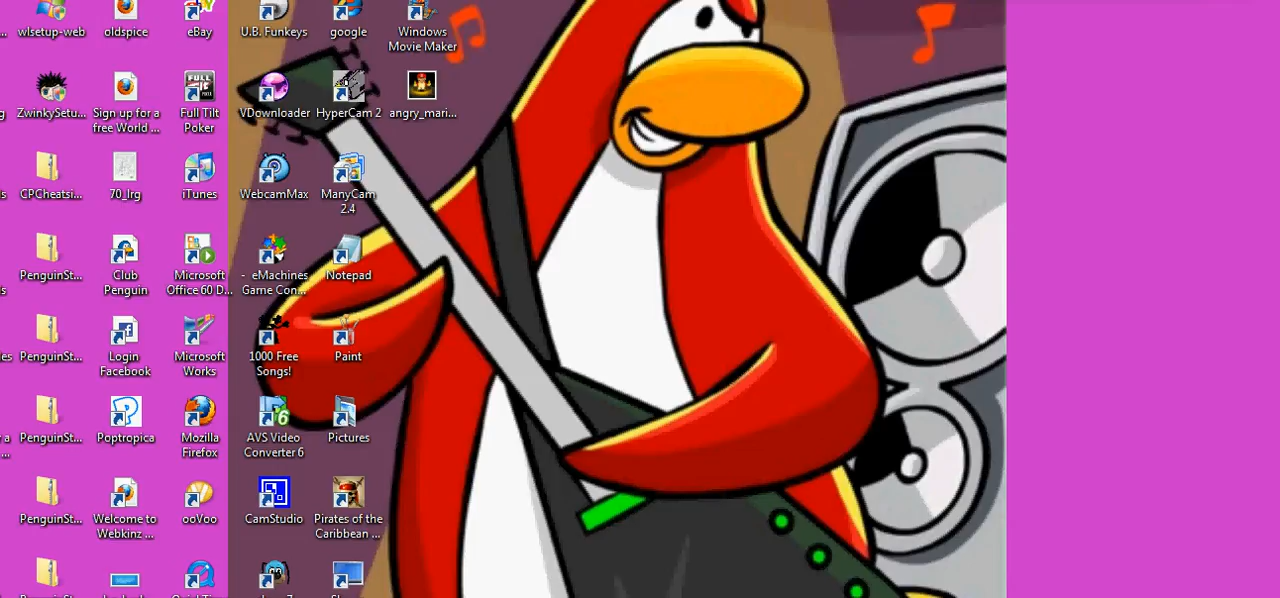 wlsetup-web
oldspice
eBay
U.B. Funkeys
google
Windows
Movie Maker
ZwinkySetu...
Sign up for a
free World ...
FULL TILT
Full Tilt
Poker
VDownloader
HyperCam 2
angry_mari...
CPCheatsi...
70_lrg
iTunes
WebcamMax
ManyCam
2.4
PenguinSt...
Club
Penguin
Microsoft
Office 60 D...
- eMachines
Game Con...
Notepad
PenguinSt...
Login
Facebook
Microsoft
Works
1000 Free
Songs!
Paint
PenguinSt...
Poptropica
Mozilla
Firefox
AVS Video
Converter 6
Pictures
PenguinSt...
Welcome to
Webkinz ...
ooVoo
CamStudio
Pirates of the
Caribbean ...